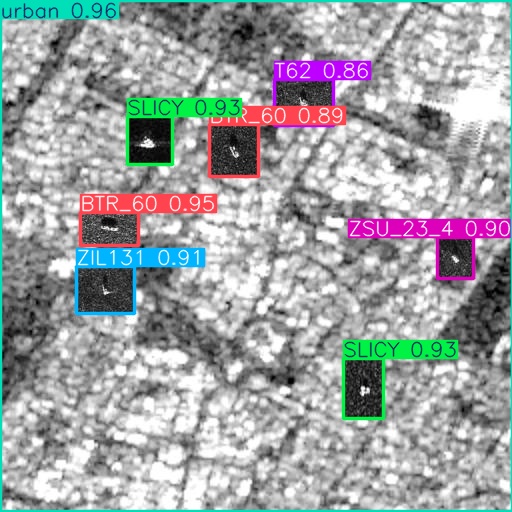 urban 0.96
T62 0.86
SLICY 0.93
BTR_60 0.89
BTR_60 0.95
ZSU_23_4 0.90
ZIL131 0.91
SLICY 0.93